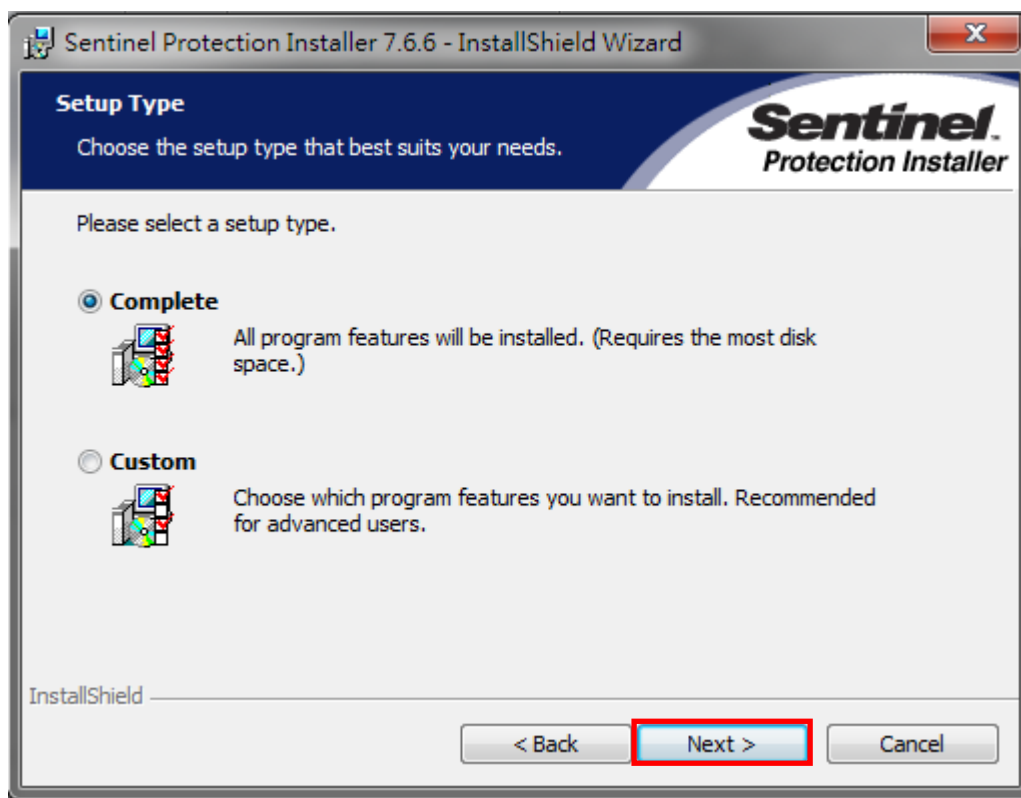 Sentinel Protection Installer 7.6.6 - InstallShield Wizard
Setup Type
Choose the setup type that best suits your needs.
Sentinel.
Protection Installer
Please select a setup type.
Complete
All program features will be installed. (Requires the most disk
space.)
Custom
Choose which program features you want to install. Recommended
for advanced users.
InstallShield
< Back
Next >
Cancel